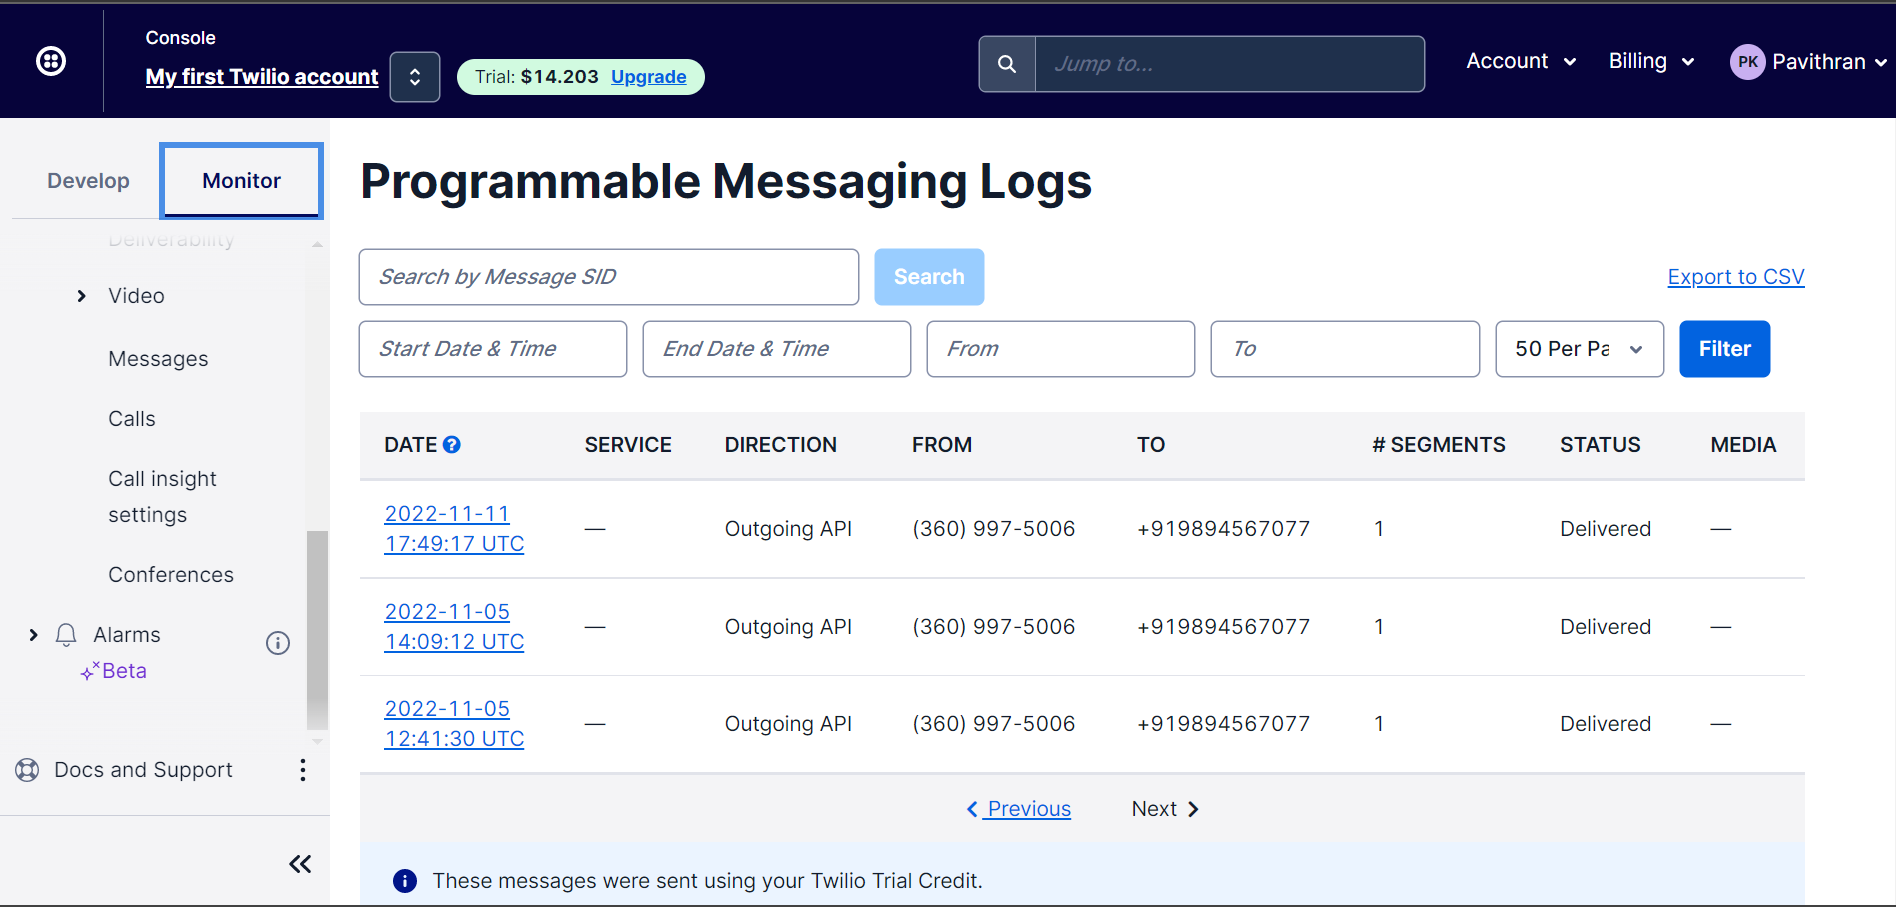 Console
My first Twilio account
Trial: $14.203 Upgrade
Jump to...
Account
Billing
PK Pavithran
Develop
Monitor
Deliverability
Video
Messages
Calls
Call insight
settings
Conferences
Alarms
Beta
Docs and Support
Programmable Messaging Logs
Search by Message SID
Search
Export to CSV
Start Date & Time
End Date & Time
From
To
50 Per Pa
Filter
DATE SERVICE DIRECTION FROM TO # SEGMENTS STATUS MEDIA
2022-11-11
17:49:17 UTC
— Outgoing API (360) 997-5006 +919894567077 1 Delivered —
2022-11-05
14:09:12 UTC
— Outgoing API (360) 997-5006 +919894567077 1 Delivered —
2022-11-05
12:41:30 UTC
— Outgoing API (360) 997-5006 +919894567077 1 Delivered —
Previous
Next
These messages were sent using your Twilio Trial Credit.